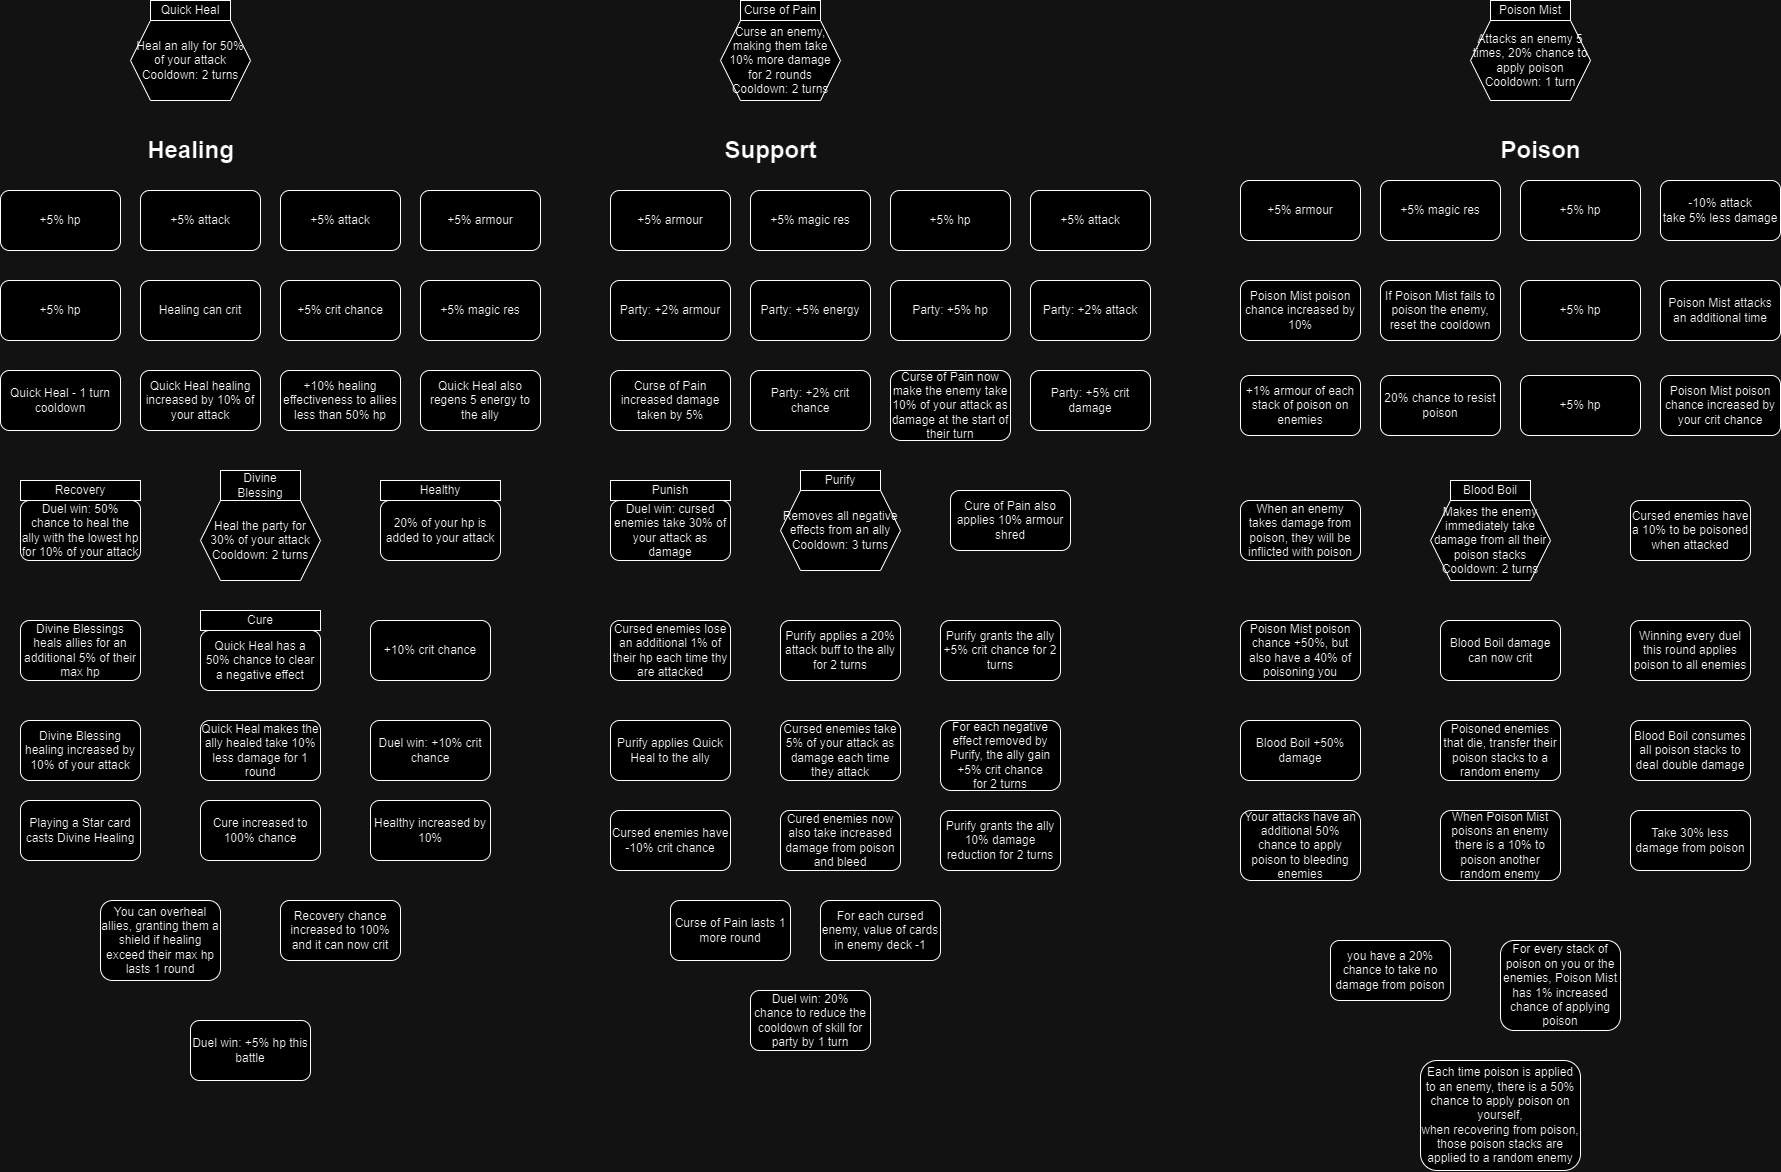 Quick Heal
Heal an ally for 50%
of your attack
Cooldown: 2 turns
Curse of Pain
Curse an enemy,
making them take
10% more damage
for 2 rounds
Cooldown: 2 turns
Poison Mist
Attacks an enemy 5
times, 20% chance to
apply poison
Cooldown: 1 turn
Healing
Support
Poison
+5% hp
+5% attack
+5% attack
+5% armour
+5% armour
+5% magic res
+5% hp
+5% attack
+5% armour
+5% magic res
+5% hp
-10% attack
take 5% less damage
+5% hp
Healing can crit
+5% crit chance
+5% magic res
Party: +2% armour
Party: +5% energy
Party: +5% hp
Party: +2% attack
Poison Mist poison
chance increased by
10%
If Poison Mist fails to
poison the enemy,
reset the cooldown
+5% hp
Poison Mist attacks
an additional time
Quick Heal - 1 turn
cooldown
Quick Heal healing
increased by 10% of
your attack
+10% healing
effectiveness to allies
less than 50% hp
Quick Heal also
regens 5 energy to
the ally
Curse of Pain
increased damage
taken by 5%
Party: +2% crit
chance
Curse of Pain now
make the enemy take
10% of your attack as
damage at the start of
their turn
Party: +5% crit
damage
+1% armour of each
stack of poison on
enemies
20% chance to resist
poison
+5% hp
Poison Mist poison
chance increased by
your crit chance
Recovery
Duel win: 50%
chance to heal the
ally with the lowest hp
for 10% of your attack
Divine
Blessing
Heal the party for
30% of your attack
Cooldown: 2 turns
Healthy
20% of your hp is
added to your attack
Punish
Duel win: cursed
enemies take 30% of
your attack as
damage
Purify
Removes all negative
effects from an ally
Cooldown: 3 turns
Cure of Pain also
applies 10% armour
shred
When an enemy
takes damage from
poison, they will be
inflicted with poison
Blood Boil
Makes the enemy
immediately take
damage from all their
poison stacks
Cooldown: 2 turns
Cursed enemies have
a 10% to be poisoned
when attacked
Divine Blessings
heals allies for an
additional 5% of their
max hp
Cure
Quick Heal has a
50% chance to clear
a negative effect
+10% crit chance
Cursed enemies lose
an additional 1% of
their hp each time thy
are attacked
Purify applies a 20%
attack buff to the ally
for 2 turns
Purify grants the ally
+5% crit chance for 2
turns
Poison Mist poison
chance +50%, but
also have a 40% of
poisoning you
Blood Boil damage
can now crit
Winning every duel
this round applies
poison to all enemies
Divine Blessing
healing increased by
10% of your attack
Quick Heal makes the
ally healed take 10%
less damage for 1
round
Duel win: +10% crit
chance
Purify applies Quick
Heal to the ally
Cursed enemies take
5% of your attack as
damage each time
they attack
For each negative
effect removed by
Purify, the ally gain
+5% crit chance
for 2 turns
Blood Boil +50%
damage
Poisoned enemies
that die, transfer their
poison stacks to a
random enemy
Blood Boil consumes
all poison stacks to
deal double damage
Playing a Star card
casts Divine Healing
Cure increased to
100% chance
Healthy increased by
10%
Cursed enemies have
-10% crit chance
Cured enemies now
also take increased
damage from poison
and bleed
Purify grants the ally
10% damage
reduction for 2 turns
Your attacks have an
additional 50%
chance to apply
poison to bleeding
enemies
When Poison Mist
poisons an enemy
there is a 10% to
poison another
random enemy
Take 30% less
damage from poison
You can overheal
allies, granting them a
shield if healing
exceed their max hp
lasts 1 round
Recovery chance
increased to 100%
and it can now crit
Curse of Pain lasts 1
more round
For each cursed
enemy, value of cards
in enemy deck -1
you have a 20%
chance to take no
damage from poison
For every stack of
poison on you or the
enemies, Poison Mist
has 1% increased
chance of applying
poison
Duel win: +5% hp this
battle
Duel win: 20%
chance to reduce the
cooldown of skill for
party by 1 turn
Each time poison is applied
to an enemy, there is a 50%
chance to apply poison on
yourself,
when recovering from poison,
those poison stacks are
applied to a random enemy